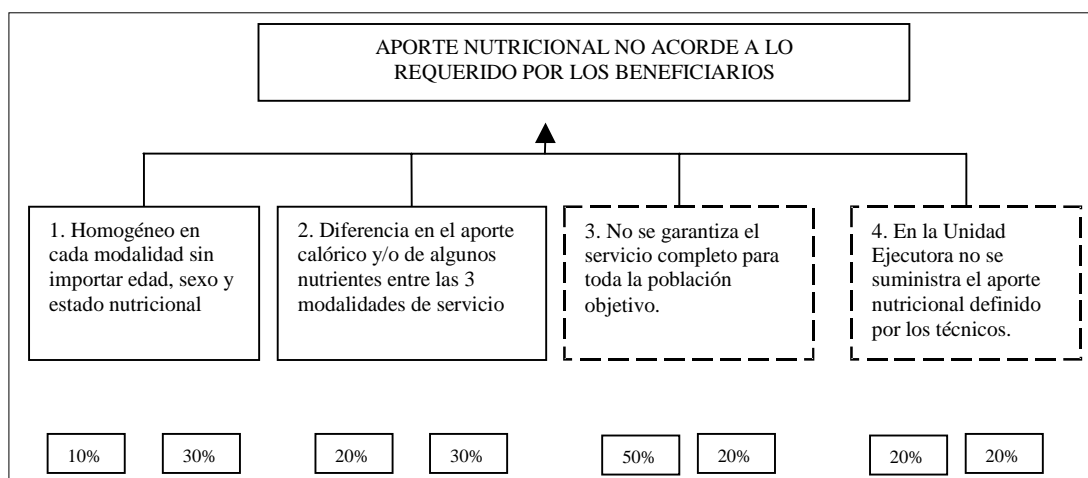 APORTE NUTRICIONAL NO ACORDE A LO
REQUERIDO POR LOS BENEFICIARIOS
1. Homogéneo en
cada modalidad sin
importar edad, sexo y
estado nutricional
2. Diferencia en el aporte
calórico y/o de algunos
nutrientes entre las 3
modalidades de servicio
3. No se garantiza el
servicio completo para
toda la población
objetivo.
4. En la Unidad
Ejecutora no se
suministra el aporte
nutricional definido
por los técnicos.
10%
30%
20%
30%
50%
20%
20%
20%